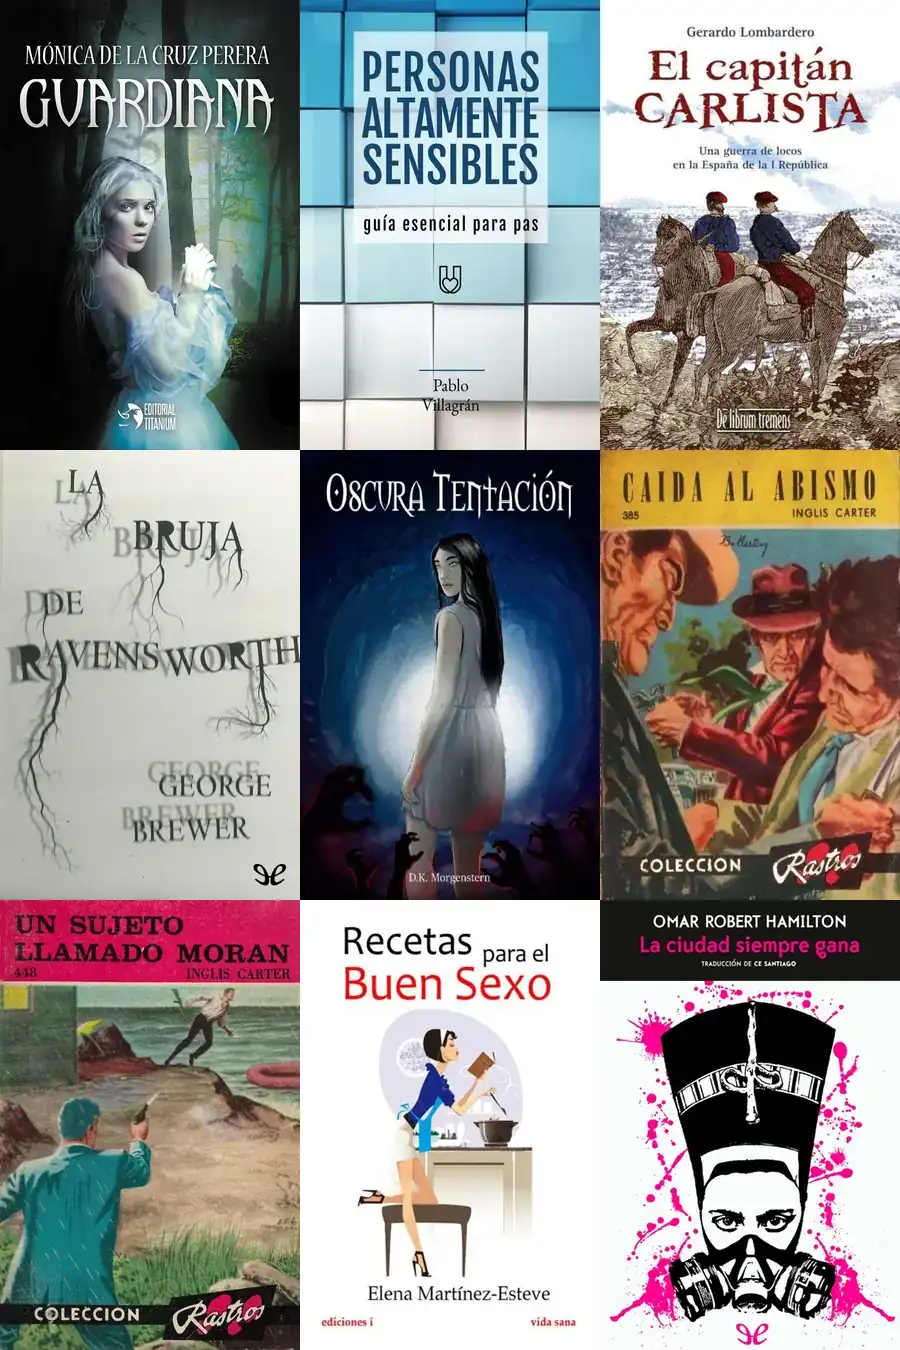 MÓNICA DE LA CRUZ PERERA
GUARDIANA
EDITORIAL
TITANIUM
PERSONAS
ALTAMENTE
SENSIBLES
guía esencial para pas
Pablo
Villagrán
Gerardo Lombardero
El capitán
CARLISTA
Una guerra de locos
en la España de la I República
De librum tremens
LA
BRUJA
DE
RAVENSWORTH
GEORGE
BREWER
OSCURA TENTACIÓN
D.K. Morgenstern
CAIDA AL ABISMO
385
INGLIS CARTER
COLECCION Rastros
UN SUJETO
LLAMADO MORAN
448 INGLIS CARTER
COLECCION Rastros
Recetas para el
Buen Sexo
Elena Martínez-Esteve
ediciones i vida sana
OMAR ROBERT HAMILTON
La ciudad siempre gana
TRADUCCIÓN DE CE SANTIAGO